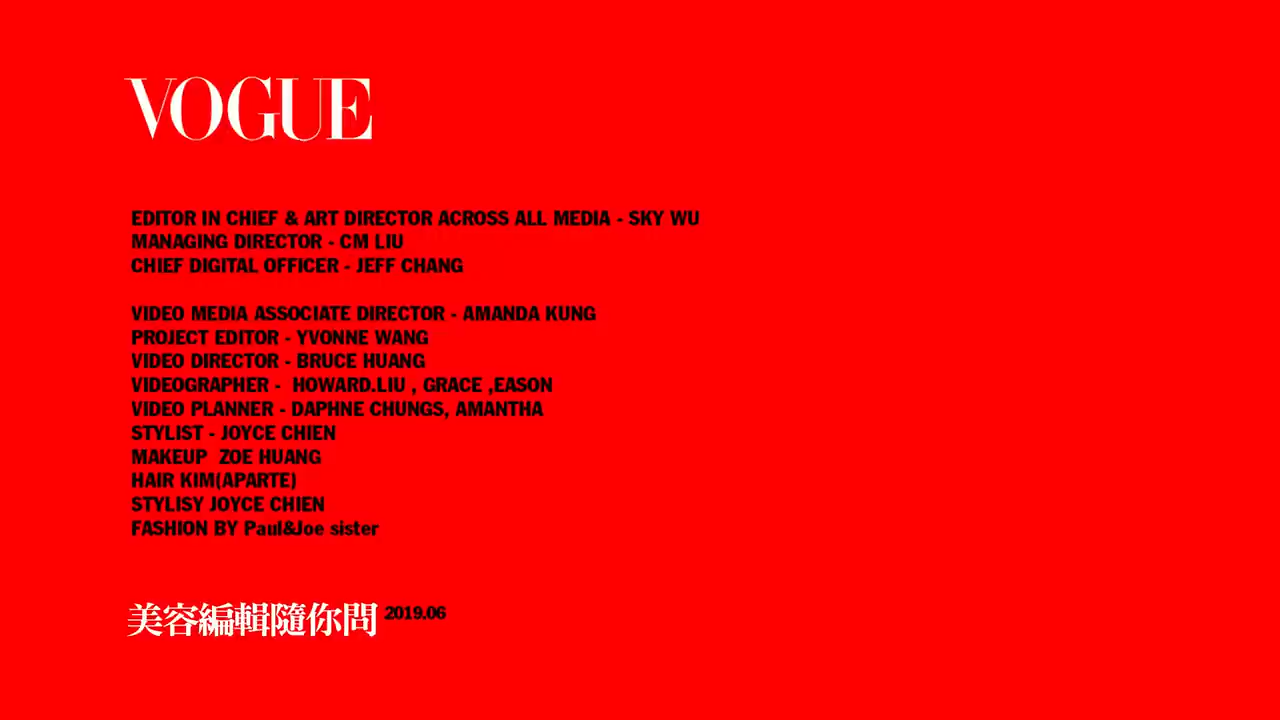 VOGUE
EDITOR IN CHIEF & ART DIRECTOR ACROSS ALL MEDIA - SKY WU
MANAGING DIRECTOR - CM LIU
CHIEF DIGITAL OFFICER - JEFF CHANG
VIDEO MEDIA ASSOCIATE DIRECTOR - AMANDA KUNG
PROJECT EDITOR - YVONNE WANG
VIDEO DIRECTOR - BRUCE HUANG
VIDEOGRAPHER -  HOWARD.LIU , GRACE ,EASON
VIDEO PLANNER - DAPHNE CHUNGS, AMANTHA
STYLIST - JOYCE CHIEN
MAKEUP  ZOE HUANG
HAIR KIM(APARTE)
STYLISY JOYCE CHIEN
FASHION BY Paul&Joe sister
美容編輯隨你問 2019.06